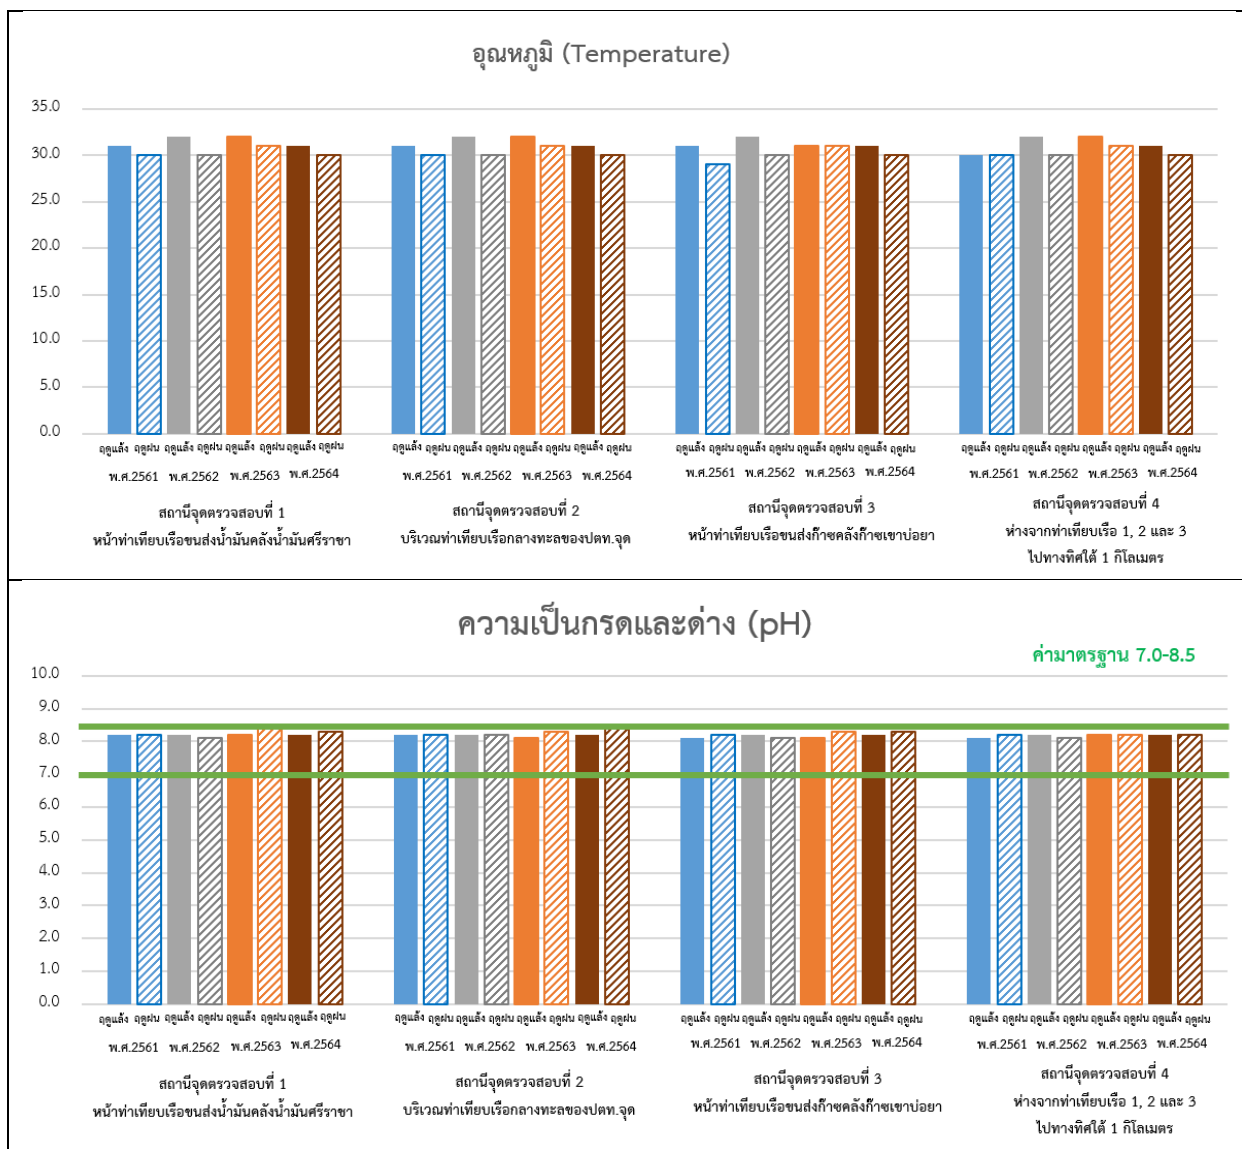 อุณหภูมิ (Temperature)
35.0
30.0
25.0
20.0
15.0
10.0
5.0
0.0
ฤดูแล้ง ฤดูฝน ฤดูแล้ง ฤดูฝน ฤดูแล้ง ฤดูฝน ฤดูแล้ง ฤดูฝน ฤดูแล้ง ฤดูฝน ฤดูแล้ง ฤดูฝน ฤดูแล้ง ฤดูฝน ฤดูแล้ง ฤดูฝน ฤดูแล้ง ฤดูฝน ฤดูแล้ง ฤดูฝน ฤดูแล้ง ฤดูฝน ฤดูแล้ง ฤดูฝน ฤดูแล้ง ฤดูฝน ฤดูแล้ง ฤดูฝน ฤดูแล้ง ฤดูฝน ฤดูแล้ง ฤดูฝน
พ.ศ.2561 พ.ศ.2562 พ.ศ.2563 พ.ศ.2564 พ.ศ.2561 พ.ศ.2562 พ.ศ.2563 พ.ศ.2564 พ.ศ.2561 พ.ศ.2562 พ.ศ.2563 พ.ศ.2564 พ.ศ.2561 พ.ศ.2562 พ.ศ.2563 พ.ศ.2564
สถานีจุดตรวจสอบที่ 1
หน้าท่าเทียบเรือขนส่งน้ำมันคลังน้ำมันศรีราชา
สถานีจุดตรวจสอบที่ 2
บริเวณท่าเทียบเรือกลางทะเลของปตท.จุด
สถานีจุดตรวจสอบที่ 3
หน้าท่าเทียบเรือขนส่งก๊าซคลังก๊าซเขาบ่อยา
สถานีจุดตรวจสอบที่ 4
ห่างจากท่าเทียบเรือ 1, 2 และ 3
ไปทางทิศใต้ 1 กิโลเมตร
ความเป็นกรดและด่าง (pH)
ค่ามาตรฐาน 7.0-8.5
10.0
9.0
8.0
7.0
6.0
5.0
4.0
3.0
2.0
1.0
0.0
ฤดูแล้ง ฤดูฝน ฤดูแล้ง ฤดูฝน ฤดูแล้ง ฤดูฝน ฤดูแล้ง ฤดูฝน ฤดูแล้ง ฤดูฝน ฤดูแล้ง ฤดูฝน ฤดูแล้ง ฤดูฝน ฤดูแล้ง ฤดูฝน ฤดูแล้ง ฤดูฝน ฤดูแล้ง ฤดูฝน ฤดูแล้ง ฤดูฝน ฤดูแล้ง ฤดูฝน ฤดูแล้ง ฤดูฝน ฤดูแล้ง ฤดูฝน ฤดูแล้ง ฤดูฝน ฤดูแล้ง ฤดูฝน
พ.ศ.2561 พ.ศ.2562 พ.ศ.2563 พ.ศ.2564 พ.ศ.2561 พ.ศ.2562 พ.ศ.2563 พ.ศ.2564 พ.ศ.2561 พ.ศ.2562 พ.ศ.2563 พ.ศ.2564 พ.ศ.2561 พ.ศ.2562 พ.ศ.2563 พ.ศ.2564
สถานีจุดตรวจสอบที่ 1
หน้าท่าเทียบเรือขนส่งน้ำมันคลังน้ำมันศรีราชา
สถานีจุดตรวจสอบที่ 2
บริเวณท่าเทียบเรือกลางทะเลของปตท.จุด
สถานีจุดตรวจสอบที่ 3
หน้าท่าเทียบเรือขนส่งก๊าซคลังก๊าซเขาบ่อยา
สถานีจุดตรวจสอบที่ 4
ห่างจากท่าเทียบเรือ 1, 2 และ 3
ไปทางทิศใต้ 1 กิโลเมตร